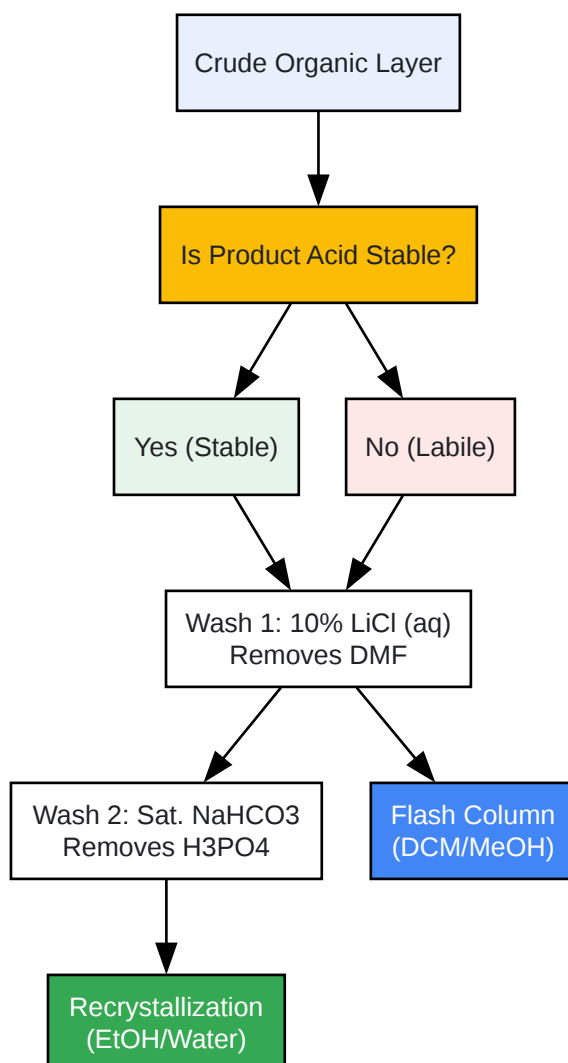 Crude Organic Layer
Is Product Acid Stable?
Yes (Stable)
No (Labile)
Wash 1: 10% LiCl (aq)
Removes DMF
Wash 2: Sat. NaHCO3
Removes H3PO4
Flash Column
(DCM/MeOH)
Recrystallization
(EtOH/Water)